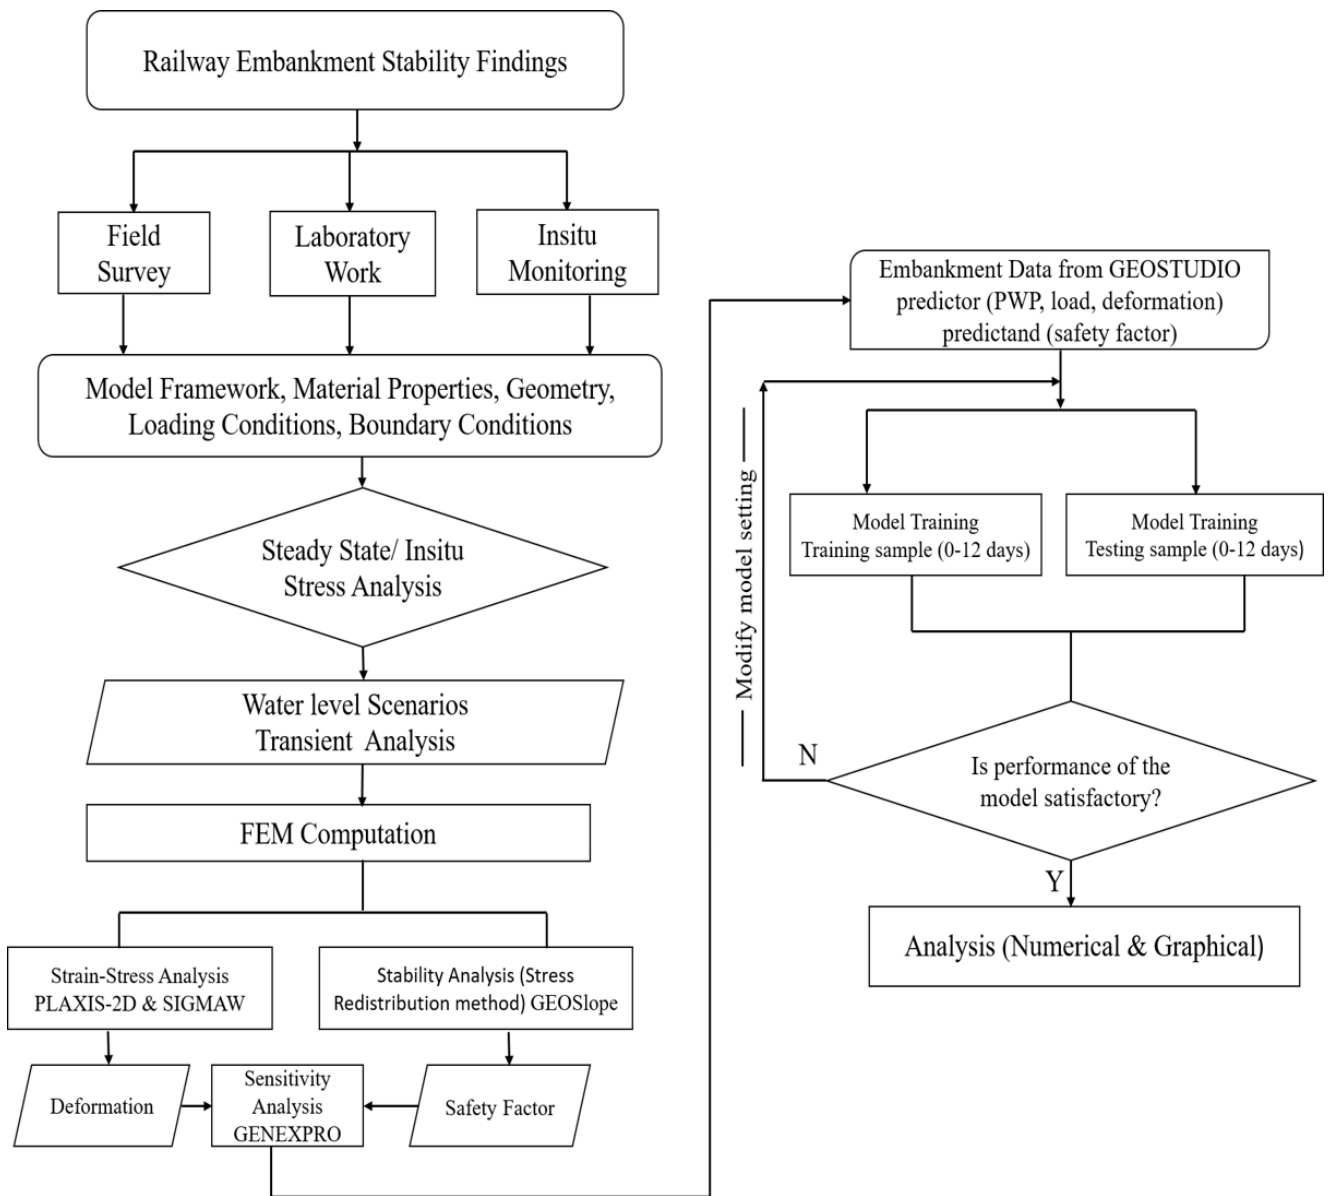 Railway Embankment Stability Findings
Field
Survey
Laboratory
Work
Insitu
Monitoring
Model Framework, Material Properties, Geometry,
Loading Conditions, Boundary Conditions
Steady State/ Insitu
Stress Analysis
Water level Scenarios
Transient Analysis
FEM Computation
Strain-Stress Analysis
PLAXIS-2D & SIGMAW
Stability Analysis (Stress
Redistribution method) GEOSlope
Deformation
Sensitivity
Analysis
GENEXPRO
Safety Factor
Embankment Data from GEOSTUDIO
predictor (PWP, load, deformation)
predictand (safety factor)
Modify model setting
Model Training
Training sample (0-12 days)
Model Training
Testing sample (0-12 days)
N
Is performance of the
model satisfactory?
Y
Analysis (Numerical & Graphical)